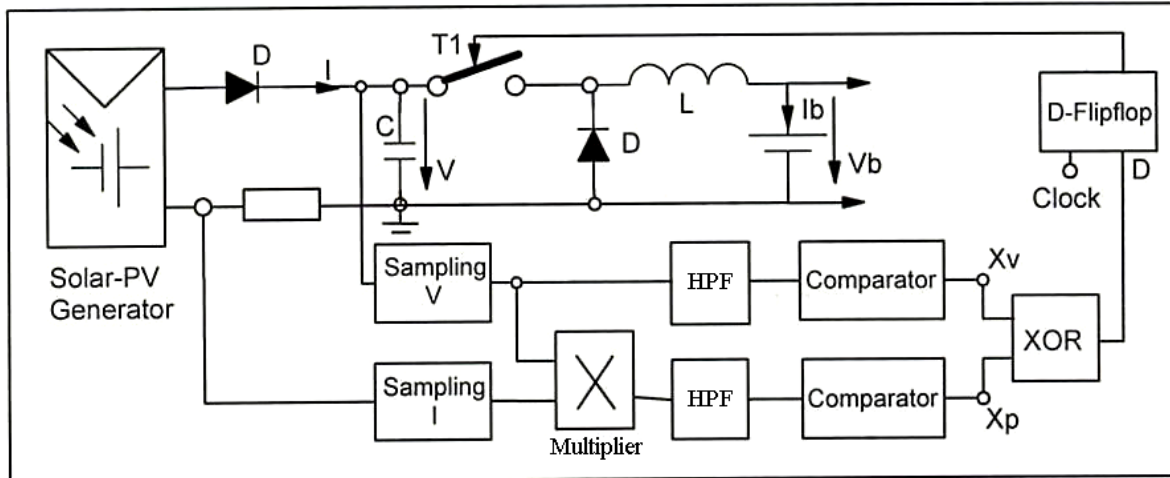 T1
D
I
D-Flipflop
C
V
D
L
Ib
Vb
D
Clock
Solar-PV
Generator
Sampling
V
HPF
Comparator
Xv
XOR
Sampling
I
Multiplier
HPF
Comparator
Xp